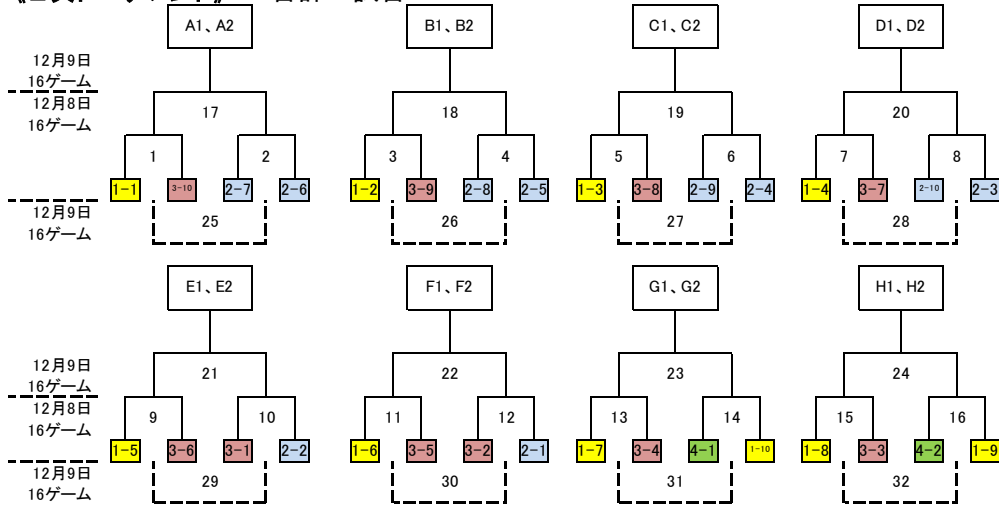 A1、A2 B1、B2 C1、C2 D1、D2
12月9日
16ゲーム
12月8日
16ゲーム
17 18 19 20
1 2 3 4 5 6 7 8
1-1 3-10 2-7 2-6 1-2 3-9 2-8 2-5 1-3 3-8 2-9 2-4 1-4 3-7 2-10 2-3
12月9日
16ゲーム
25 26 27 28
E1、E2 F1、F2 G1、G2 H1、H2
12月9日
16ゲーム
21 22 23 24
12月8日
16ゲーム
9 10 11 12 13 14 15 16
1-5 3-6 3-1 2-2 1-6 3-5 3-2 2-1 1-7 3-4 4-1 1-10 1-8 3-3 4-2 1-9
12月9日
16ゲーム
29 30 31 32